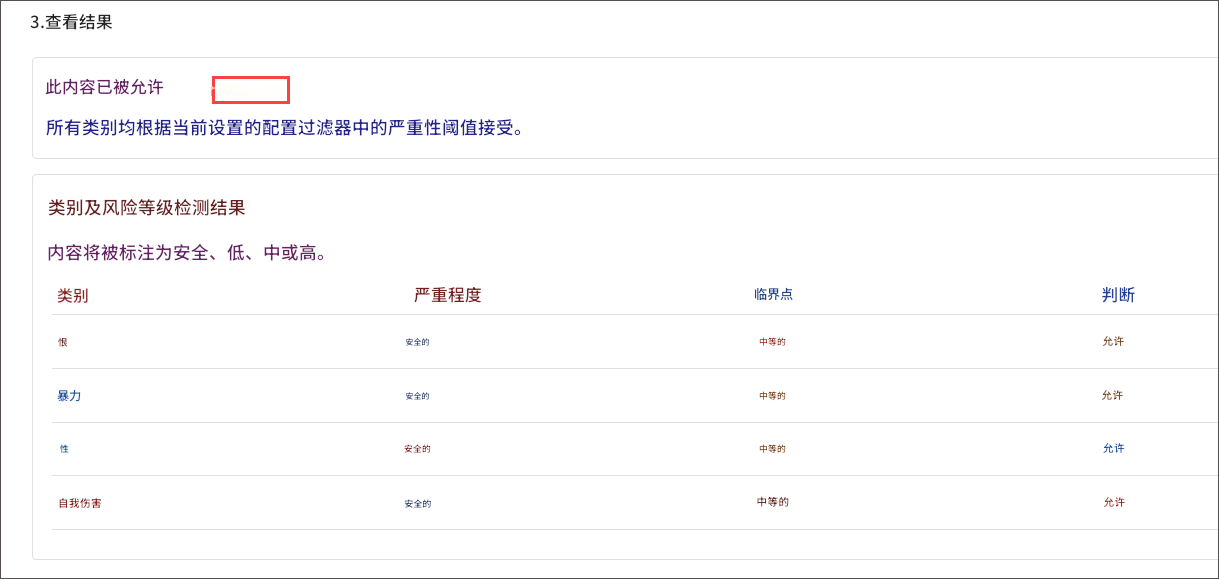 3.查看结果
此内容已被允许
所有类别均根据当前设置的配置过滤器中的严重性阈值接受。
类别及风险等级检测结果
内容将被标注为安全、低、中或高。
类别 严重程度 临界点 判断
恨 安全的 中等的 允许
暴力 安全的 中等的 允许
性 安全的 中等的 允许
自我伤害 安全的 中等的 允许